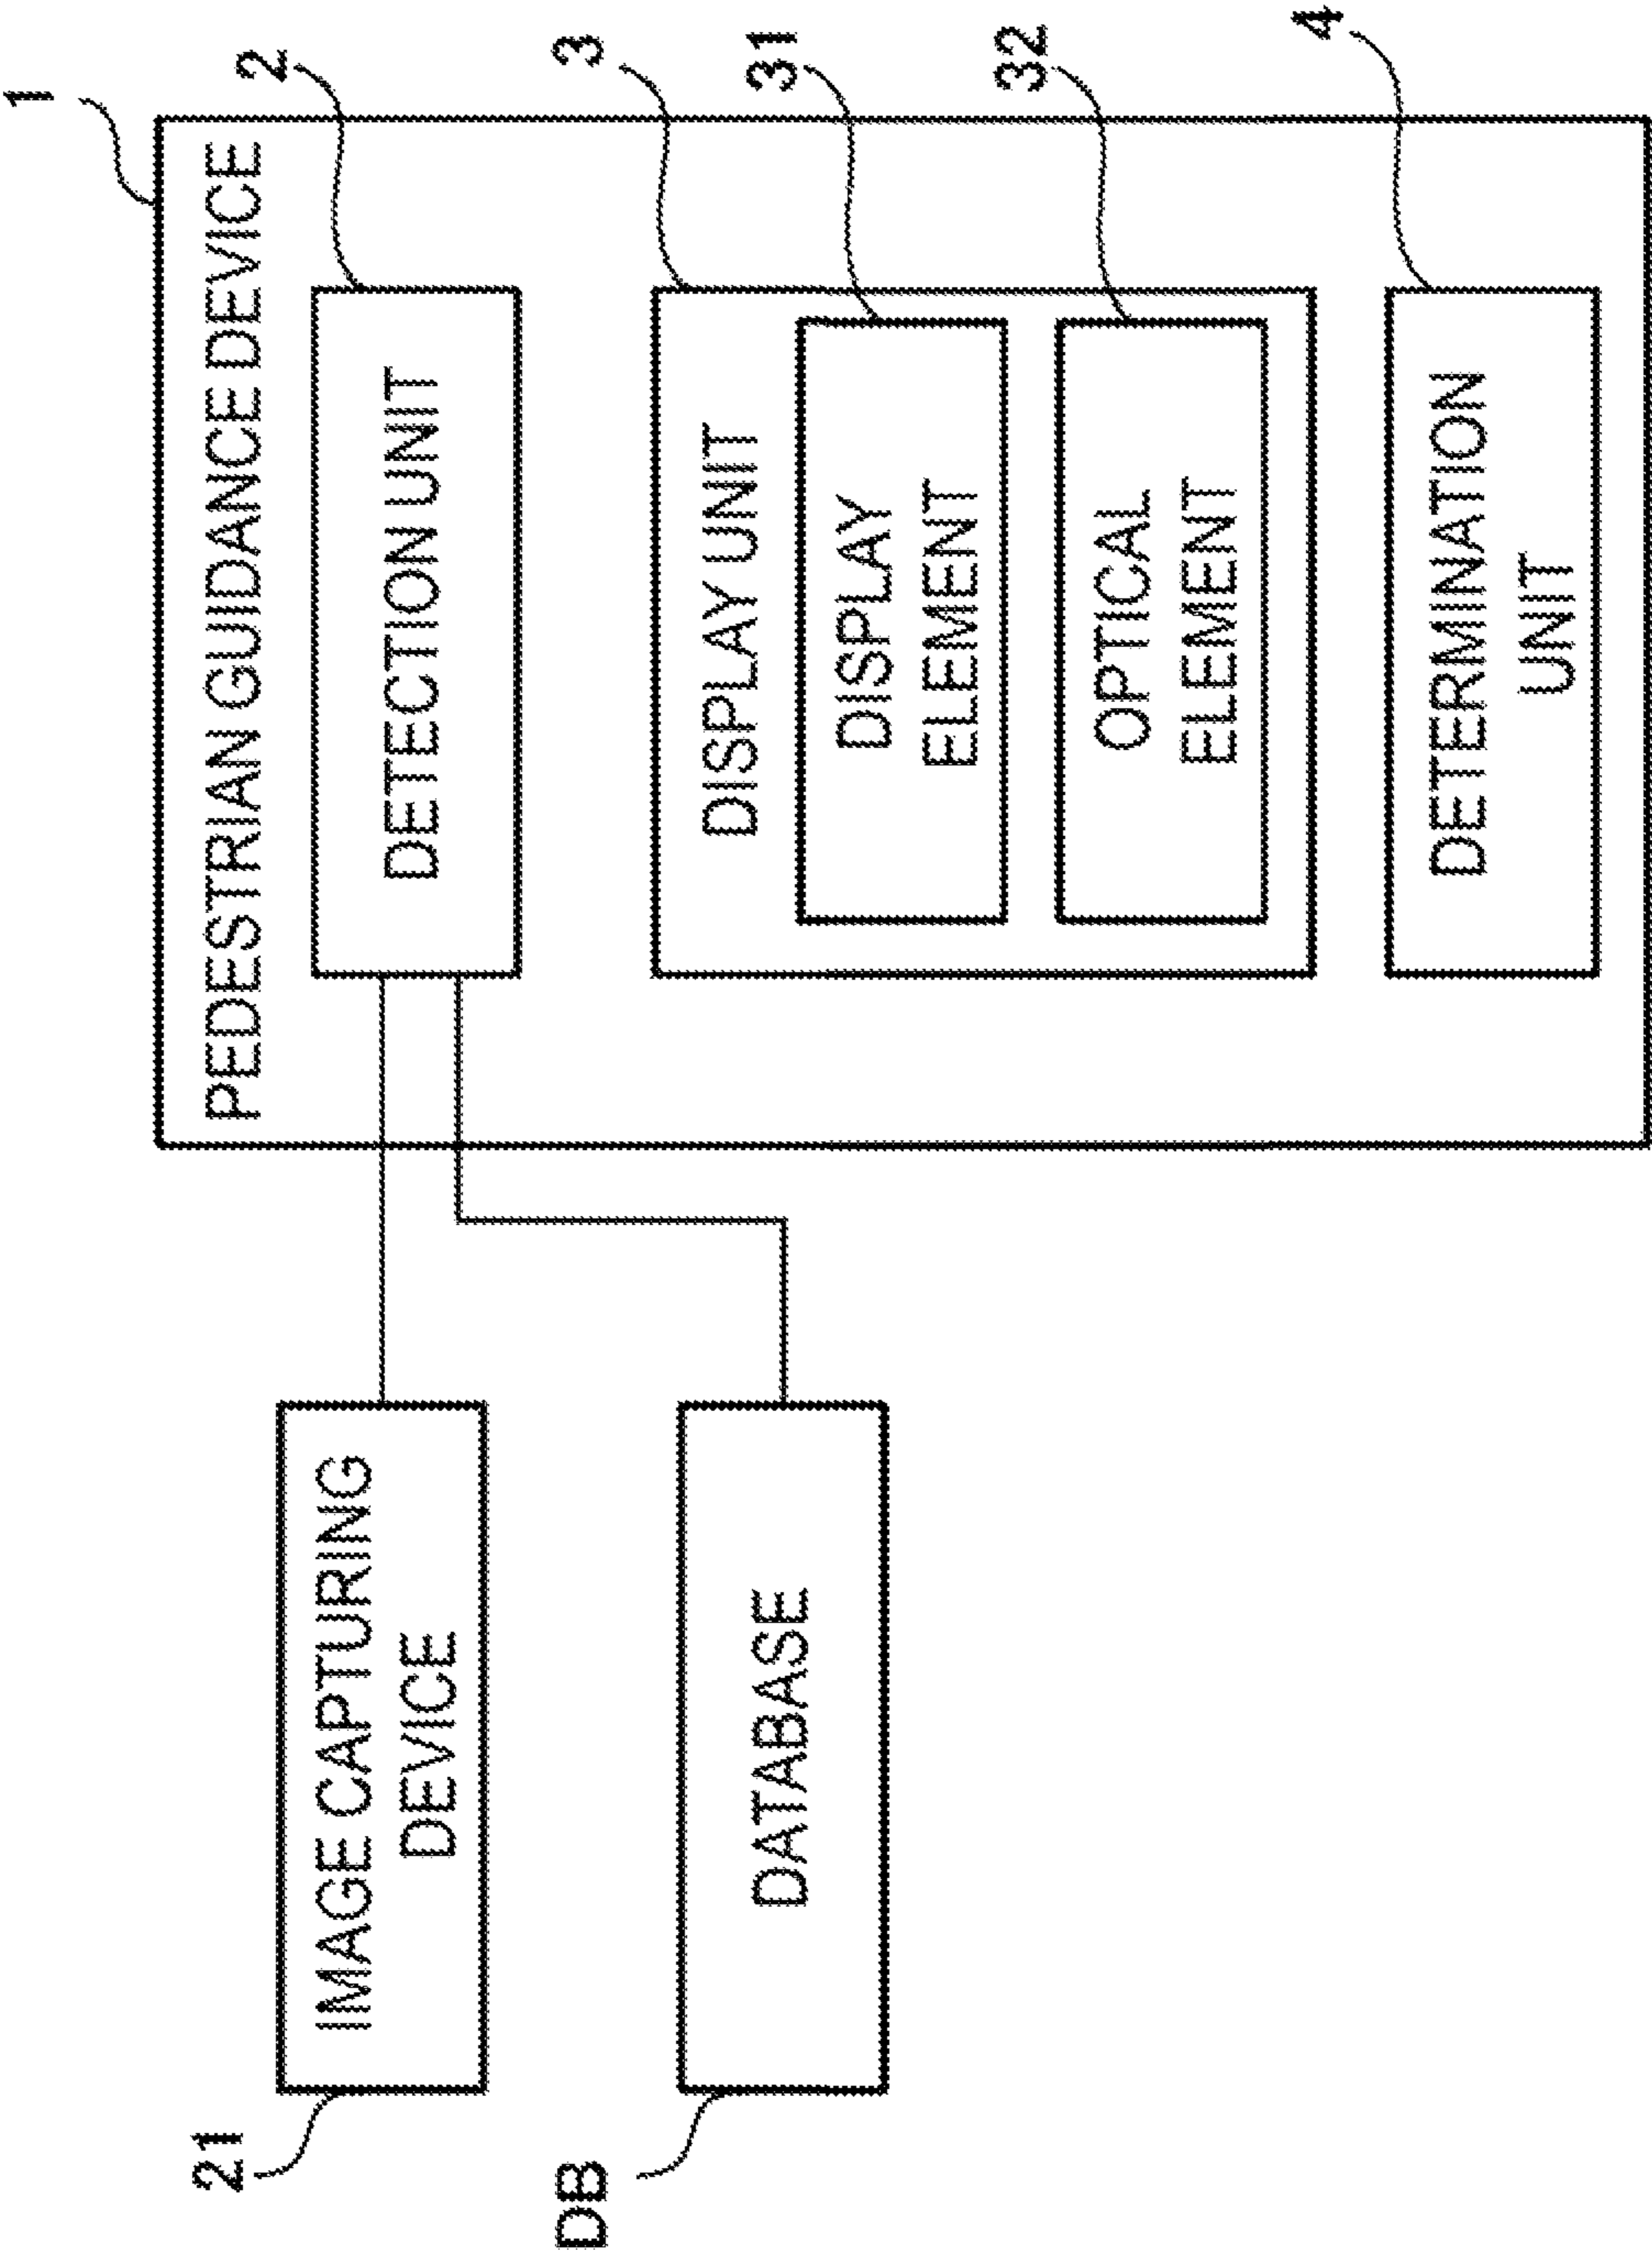 1
PEDESTRIAN GUIDANCE DEVICE
21
IMAGE CAPTURING
DEVICE
2
DETECTION UNIT
DB
DATABASE
3
DISPLAY UNIT
31
DISPLAY
ELEMENT
32
OPTICAL
ELEMENT
4
DETERMINATION
UNIT